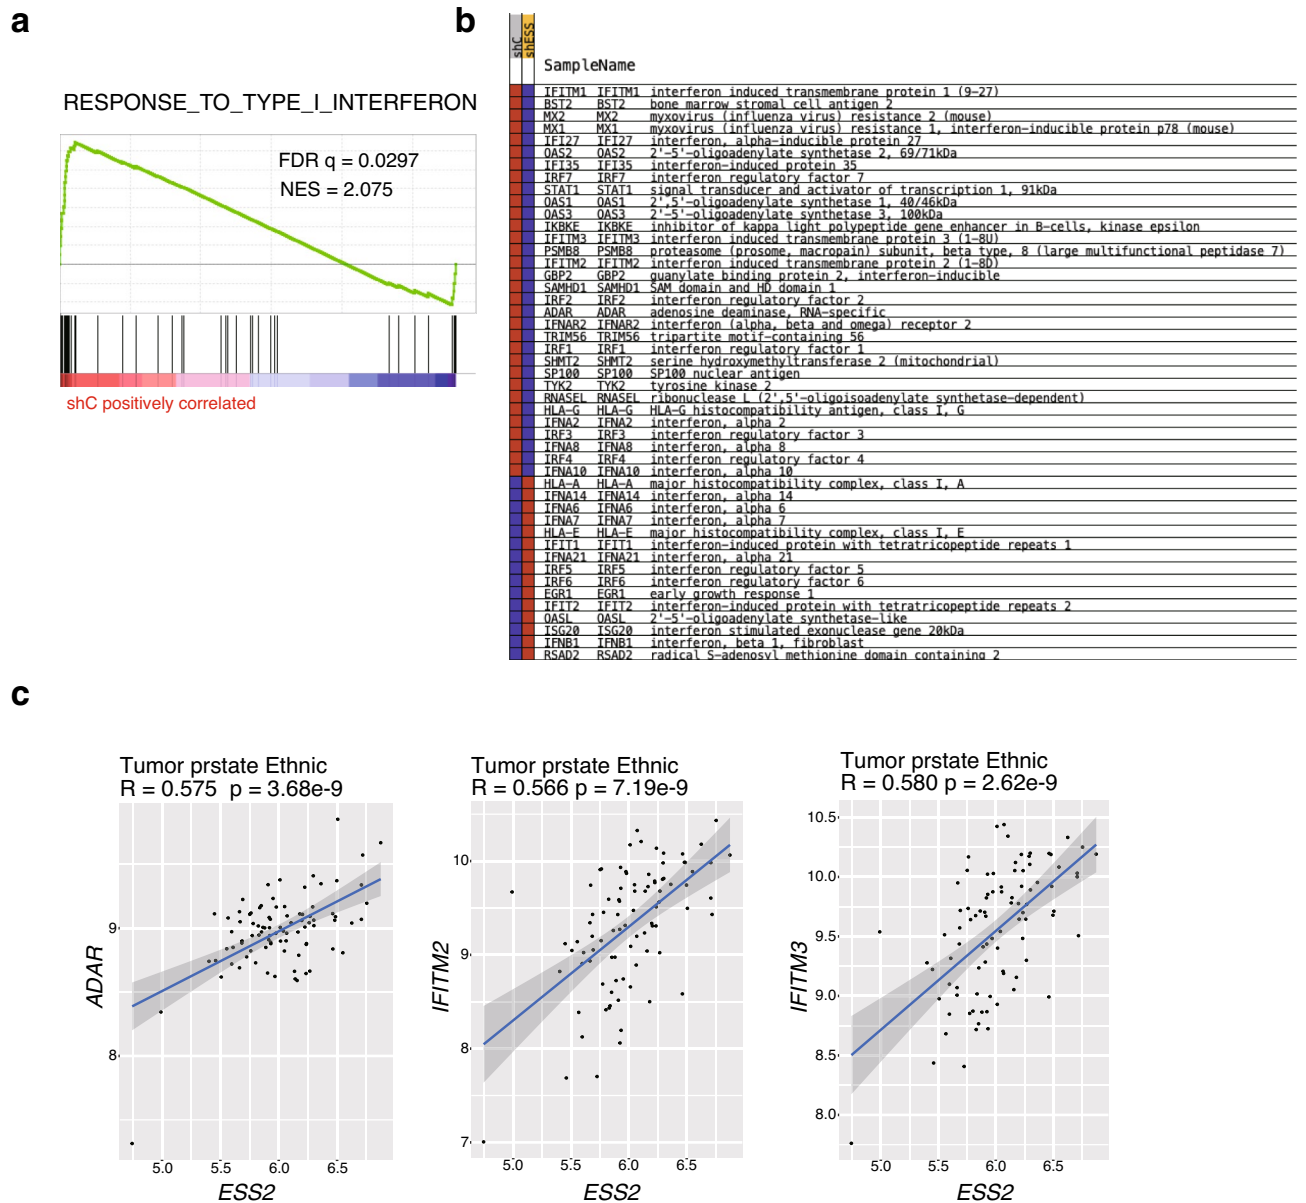 a
RESPONSE_TO_TYPE_I_INTERFERON
FDR q = 0.0297
NES = 2.075
shC positively correlated
b
shC
shESS
SampleName
IFITM1 IFITM1 interferon induced transmembrane protein 1 (9-27)
BST2 BST2 bone marrow stromal cell antigen 2
MX2 MX2 myxovirus (influenza virus) resistance 2 (mouse)
MX1 MX1 myxovirus (influenza virus) resistance 1, interferon-inducible protein p78 (mouse)
IFI27 IFI27 interferon, alpha-inducible protein 27
OAS2 OAS2 2'-5'-oligoadenylate synthetase 2, 69/71kDa
IFI35 IFI35 interferon-induced protein 35
IRF7 IRF7 interferon regulatory factor 7
STAT1 STAT1 signal transducer and activator of transcription 1, 91kDa
OAS1 OAS1 2',5'-oligoadenylate synthetase 1, 40/46kDa
OAS3 OAS3 2'-5'-oligoadenylate synthetase 3, 100kDa
IKBKE IKBKE inhibitor of kappa light polypeptide gene enhancer in B-cells, kinase epsilon
IFITM3 IFITM3 interferon induced transmembrane protein 3 (1-8U)
PSMB8 PSMB8 proteasome (prosome, macropain) subunit, beta type, 8 (large multifunctional peptidase 7)
IFITM2 IFITM2 interferon induced transmembrane protein 2 (1-8D)
GBP2 GBP2 guanylate binding protein 2, interferon-inducible
SAMHD1 SAMHD1 SAM domain and HD domain 1
IRF2 IRF2 interferon regulatory factor 2
ADAR ADAR adenosine deaminase, RNA-specific
IFNAR2 IFNAR2 interferon (alpha, beta and omega) receptor 2
TRIM56 TRIM56 tripartite motif-containing 56
IRF1 IRF1 interferon regulatory factor 1
SHMT2 SHMT2 serine hydroxymethyltransferase 2 (mitochondrial)
SP100 SP100 SP100 nuclear antigen
TYK2 TYK2 tyrosine kinase 2
RNASEL RNASEL ribonuclease L (2',5'-oligoisoadenylate synthetase-dependent)
HLA-G HLA-G HLA-G histocompatibility antigen, class I, G
IFNA2 IFNA2 interferon, alpha 2
IRF3 IRF3 interferon regulatory factor 3
IFNA8 IFNA8 interferon, alpha 8
IRF4 IRF4 interferon regulatory factor 4
IFNA10 IFNA10 interferon, alpha 10
HLA-A HLA-A major histocompatibility complex, class I, A
IFNA14 IFNA14 interferon, alpha 14
IFNA6 IFNA6 interferon, alpha 6
IFNA7 IFNA7 interferon, alpha 7
HLA-E HLA-E major histocompatibility complex, class I, E
IFIT1 IFIT1 interferon-induced protein with tetratricopeptide repeats 1
IFNA21 IFNA21 interferon, alpha 21
IRF5 IRF5 interferon regulatory factor 5
IRF6 IRF6 interferon regulatory factor 6
EGR1 EGR1 early growth response 1
IFIT2 IFIT2 interferon-induced protein with tetratricopeptide repeats 2
OASL OASL 2'-5'-oligoadenylate synthetase-like
ISG20 ISG20 interferon stimulated exonuclease gene 20kDa
IFNB1 IFNB1 interferon, beta 1, fibroblast
RSAD2 RSAD2 radical S-adenosyl methionine domain containing 2
c
Tumor prstate Ethnic
R = 0.575 p = 3.68e-9
ADAR
9
8
5.0 5.5 6.0 6.5
ESS2
Tumor prstate Ethnic
R = 0.566 p = 7.19e-9
IFITM2
10
9
8
7
5.0 5.5 6.0 6.5
ESS2
Tumor prstate Ethnic
R = 0.580 p = 2.62e-9
IFITM3
10.5
10.0
9.5
9.0
8.5
8.0
5.0 5.5 6.0 6.5
ESS2